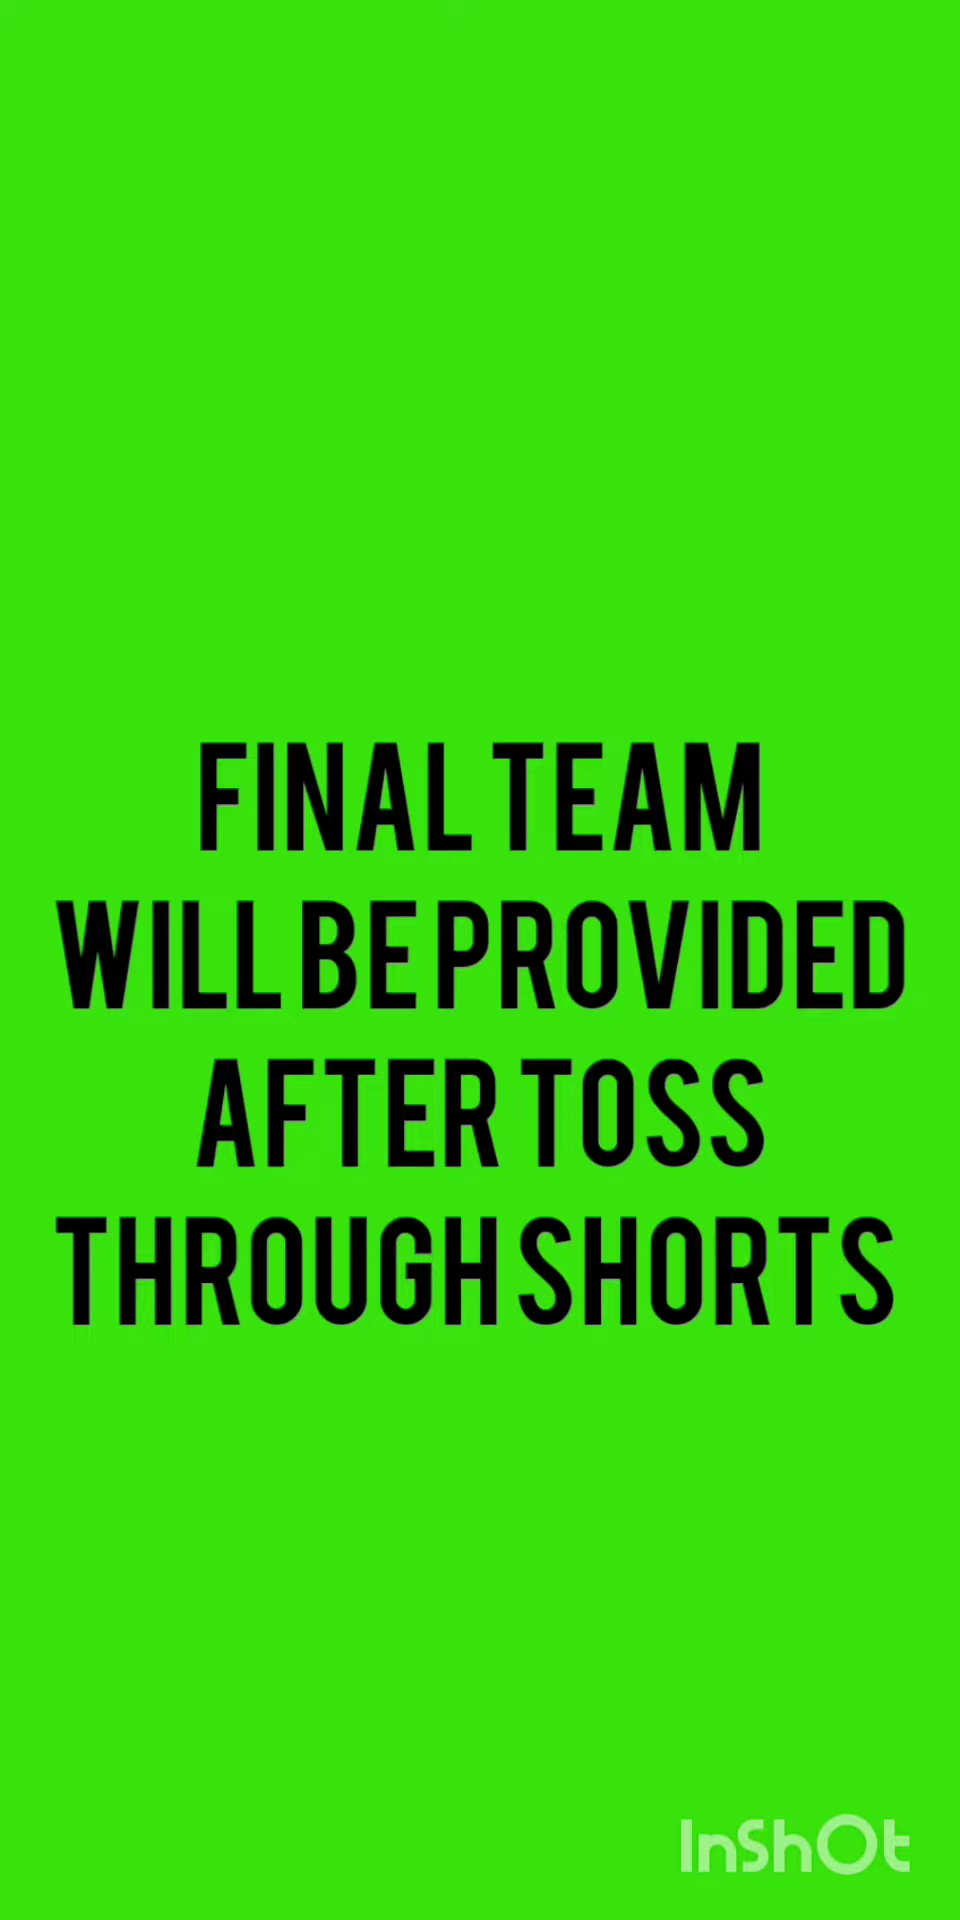 FINAL TEAM
WILL BE PROVIDED
AFTER TOSS
THROUGH SHORTS
InShOt